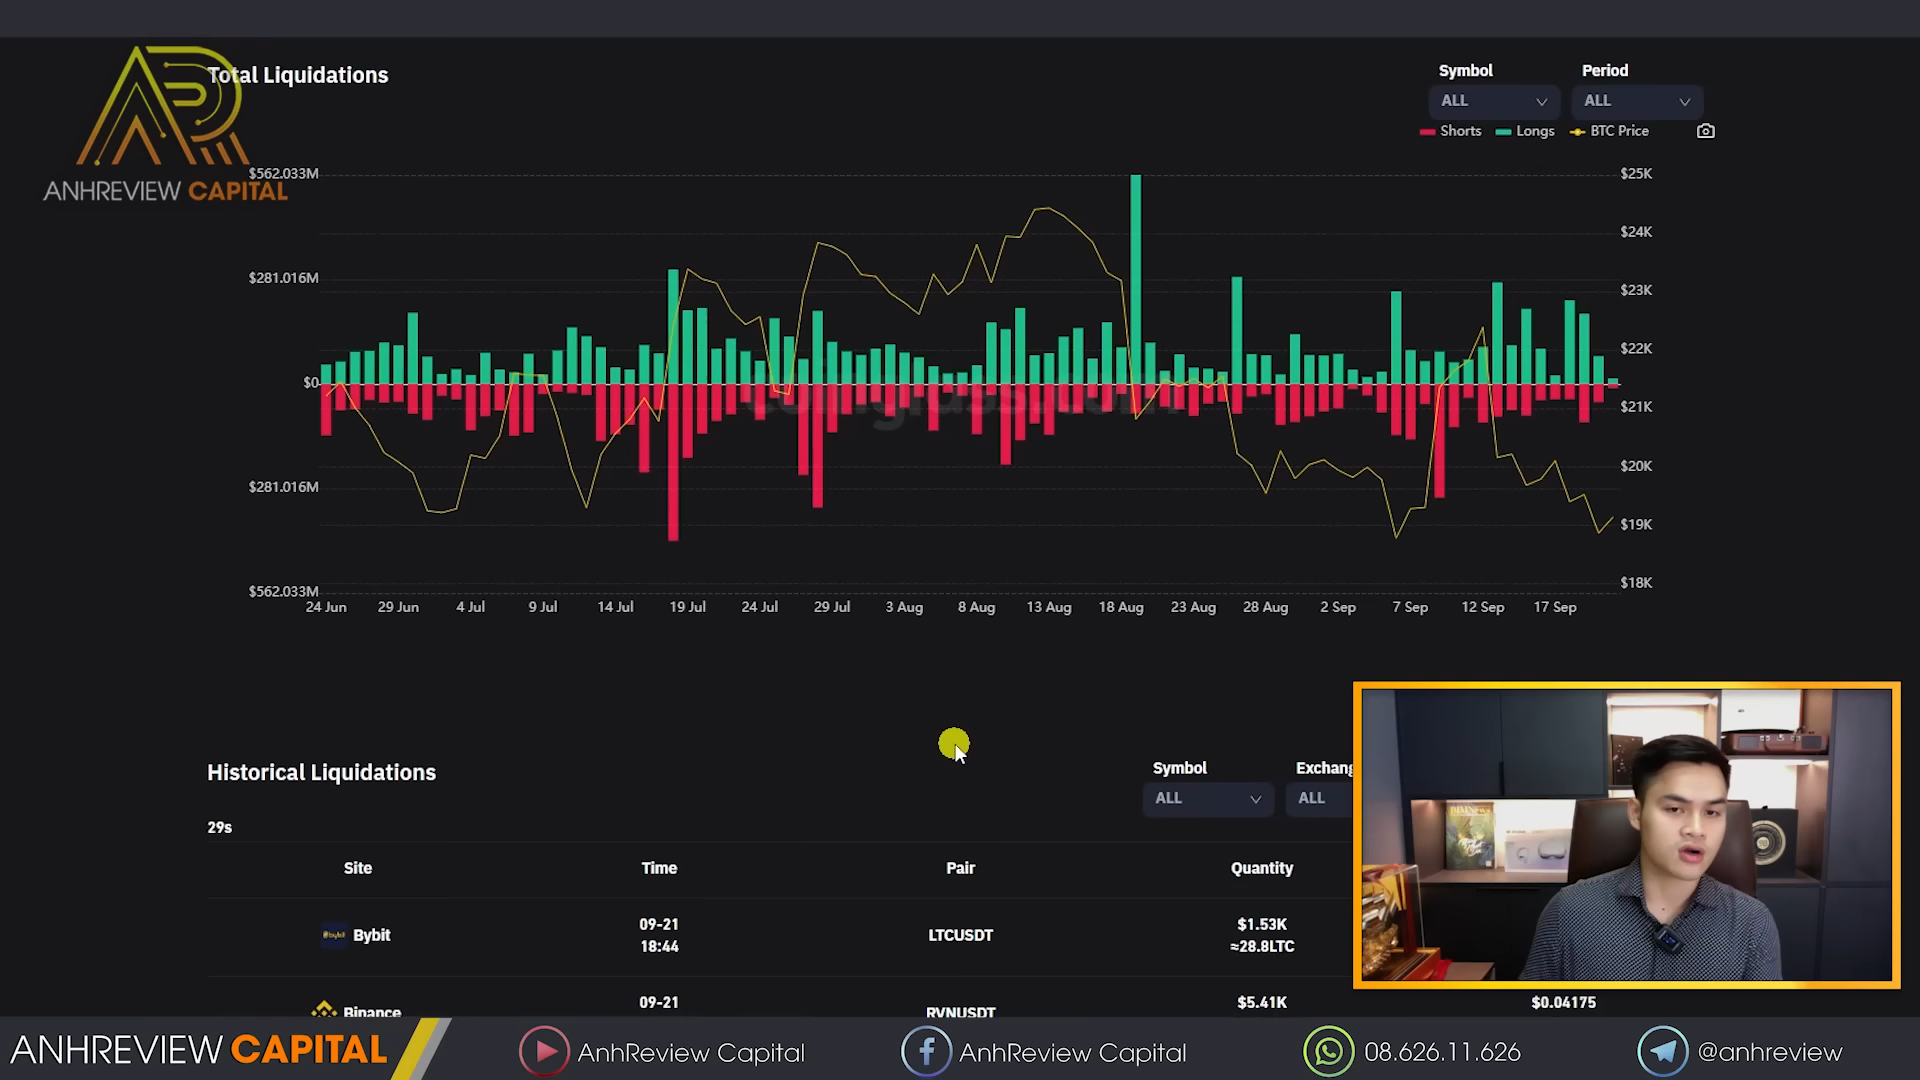 Total Liquidations
ANHREVIEW CAPITAL
Symbol
Period
ALL
ALL
Shorts
Longs
BTC Price
$562.033M
$281.016M
$0
$281.016M
$562.033M
$25K
$24K
$23K
$22K
$21K
$20K
$19K
$18K
24 Jun
29 Jun
4 Jul
9 Jul
14 Jul
19 Jul
24 Jul
29 Jul
3 Aug
8 Aug
13 Aug
18 Aug
23 Aug
28 Aug
2 Sep
7 Sep
12 Sep
17 Sep
coinglass.com
Historical Liquidations
Symbol
Exchang
ALL
ALL
29s
Site
Time
Pair
Quantity
Bybit
09-21
18:44
LTCUSDT
$1.53K
≈28.8LTC
Binance
09-21
RVNUSDT
$5.41K
$0.04175
ANHREVIEW CAPITAL
AnhReview Capital
AnhReview Capital
08.626.11.626
@anhreview